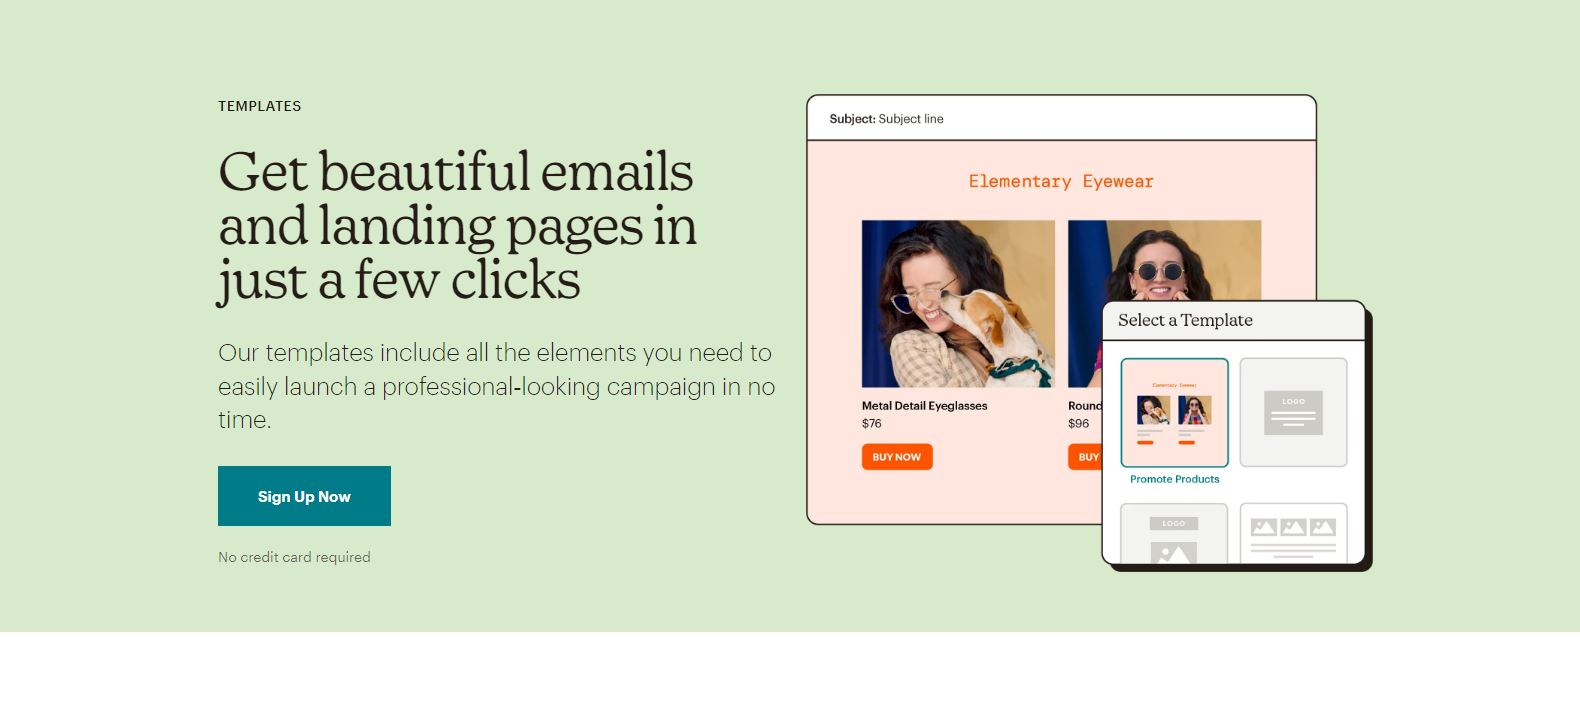 TEMPLATES
Get beautiful emails
and landing pages in
just a few clicks
Our templates include all the elements you need to
easily launch a professional-looking campaign in no
time.
Sign Up Now
No credit card required
Subject: Subject line
Elementary Eyewear
Metal Detail Eyeglasses
$76
BUY NOW
Round
$96
BUY
Select a Template
Elementary Eyewear
LOGO
Promote Products
LOGO